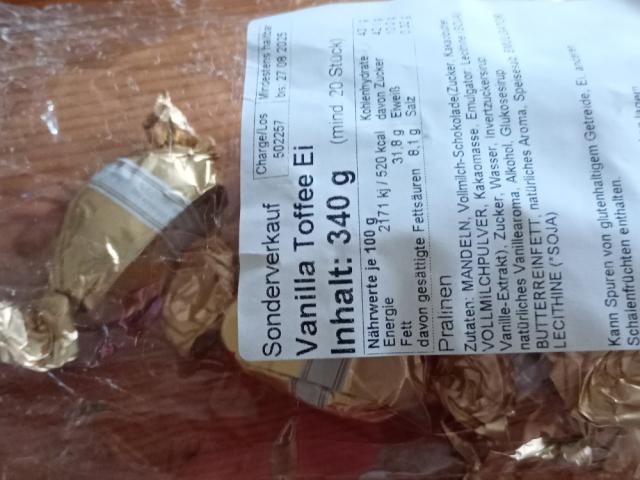 Sonderverkauf
Charge/Los
502257
Mindestens haltbar
bis 27.08.2025
Vanilla Toffee Ei
Inhalt: 340 g (mind. 20 Stück)
Nährwerte je 100 g
Energie 2171 kj / 520 kcal
Fett 31,8 g
davon gesättigte Fettsäuren 8,1 g
Kohlenhydrate
davon Zucker
Eiweiß
Salz
Pralinen
Zutaten: MANDELN, Vollmilch-Schokolade(Zucker, Kakaobutter
VOLLMILCHPULVER, Kakaomasse, Emulgator
Vanille-Extrakt), Zucker, Wasser, Invertzuckersirup
natürliches Vanillearoma, Alkohol, Glukosesirup
BUTTERREINFETT, natürliches Aroma, Speisesalz
LECITHINE (*SOJA)
Kann Spuren von glutenhaltigem Getreide, Ei,
Schalenfrüchten enthalten.